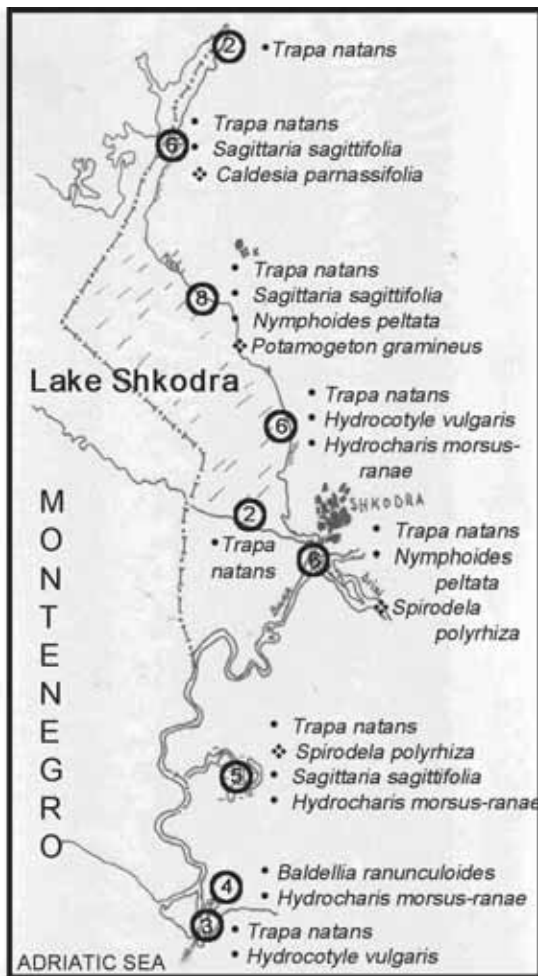 2
• Trapa natans
6
• Trapa natans
• Sagittaria sagittifolia
❖ Caldesia parnassifolia
8
• Trapa natans
• Sagittaria sagittifolia
• Nymphoides peltata
❖ Potamogeton gramineus
Lake Shkodra
6
• Trapa natans
• Hydrocotyle vulgaris
• Hydrocharis morsus-
ranae
SHKODRA
2
• Trapa
natans
6
• Trapa natans
• Nymphoides
peltata
❖ Spirodela
polyrhiza
MONTENEGRO
5
• Trapa natans
❖ Spirodela polyrhiza
• Sagittaria sagittifolia
• Hydrocharis morsus-ranae
4
• Baldellia ranunculoides
• Hydrocharis morsus-ranae
3
• Trapa natans
• Hydrocotyle vulgaris
ADRIATIC SEA